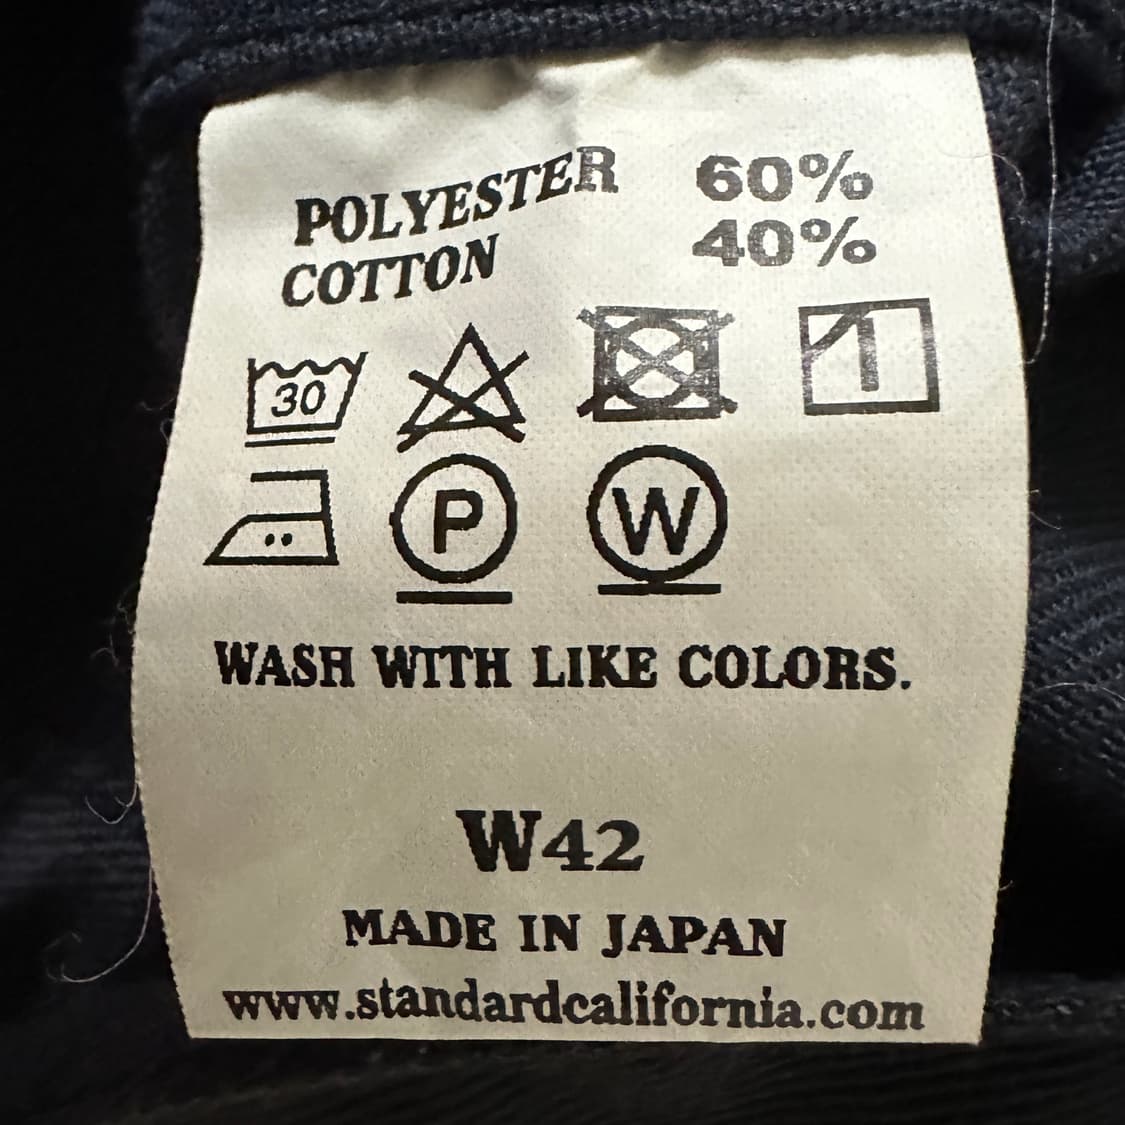 POLYESTER 60%
COTTON 40%
30
P W
WASH WITH LIKE COLORS.
W42
MADE IN JAPAN
www.standardcalifornia.com